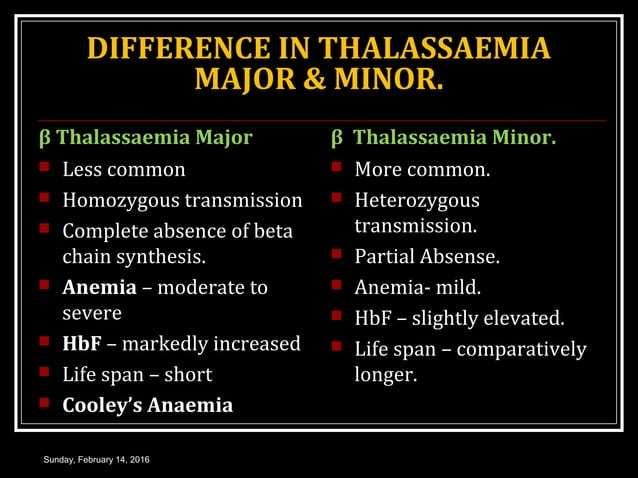 DIFFERENCE IN THALASSAEMIA
MAJOR & MINOR.
β Thalassaemia Major
Less common
Homozygous transmission
Complete absence of beta
chain synthesis.
Anemia – moderate to
severe
HbF – markedly increased
Life span – short
Cooley’s Anaemia
β Thalassaemia Minor.
More common.
Heterozygous
transmission.
Partial Absense.
Anemia- mild.
HbF – slightly elevated.
Life span – comparatively
longer.
Sunday, February 14, 2016